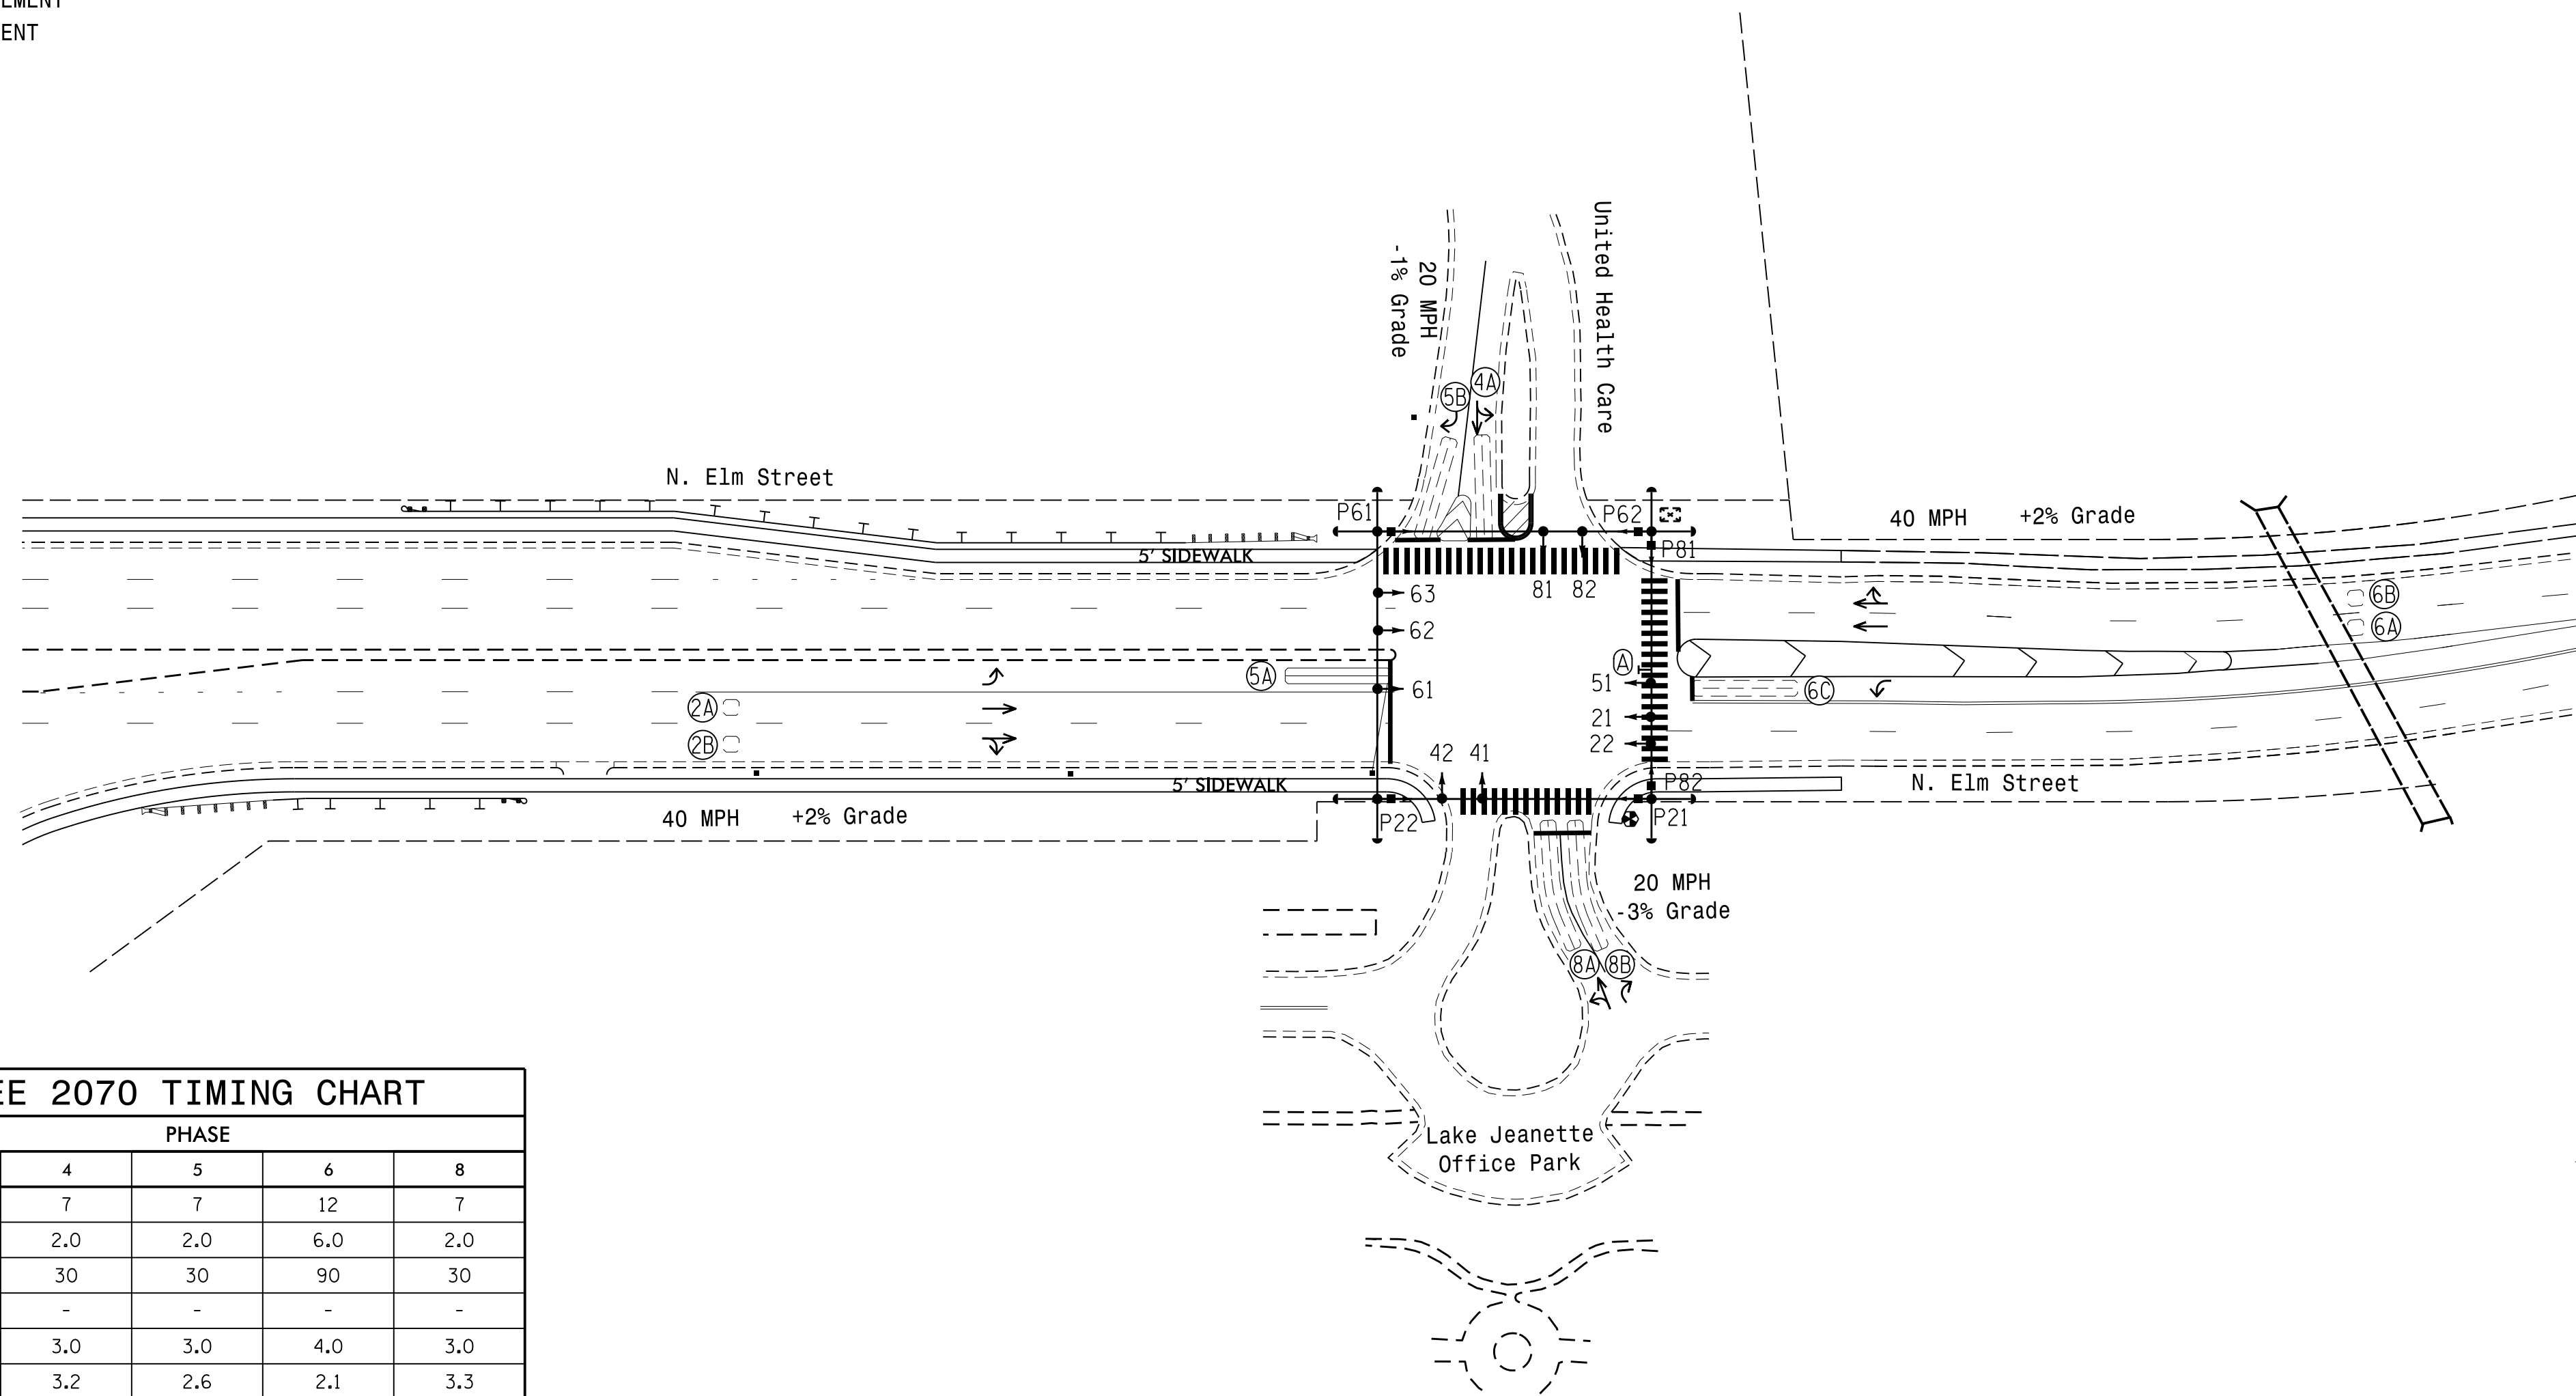 EMENT
ENT
United Health Care
20 MPH
-1% Grade
5B
4A
N. Elm Street
P61
P62
40 MPH +2% Grade
5' SIDEWALK
P81
63
81
82
6B
62
6A
A
5A
61
51
6C
2A
21
2B
22
42
41
5' SIDEWALK
P82
N. Elm Street
40 MPH +2% Grade
P22
P21
20 MPH
-3% Grade
8A
8B
Lake Jeanette
Office Park
EE 2070 TIMING CHART
PHASE
4 5 6 8
7 7 12 7
2.0 2.0 6.0 2.0
30 30 90 30
- - - -
3.0 3.0 4.0 3.0
3.2 2.6 2.1 3.3